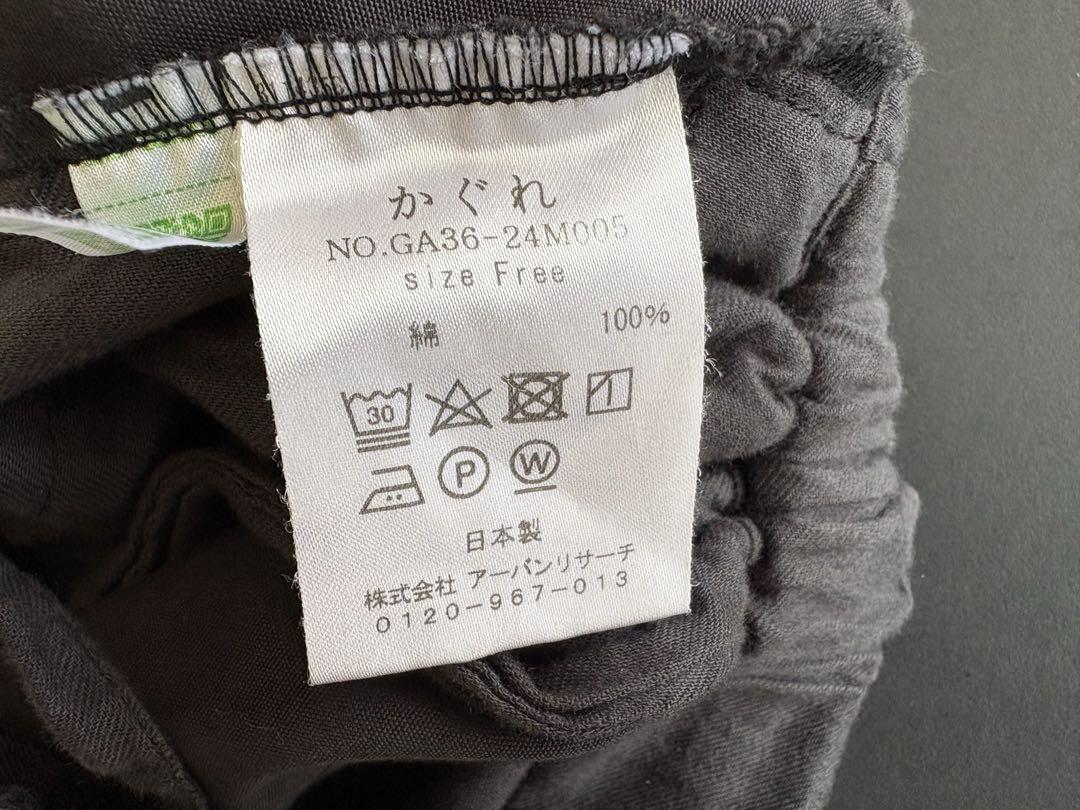 かぐれ
NO.GA36-24M005
size Free
綿 100%
30
P W
日本製
株式会社 アーバンリサーチ
0120-967-013